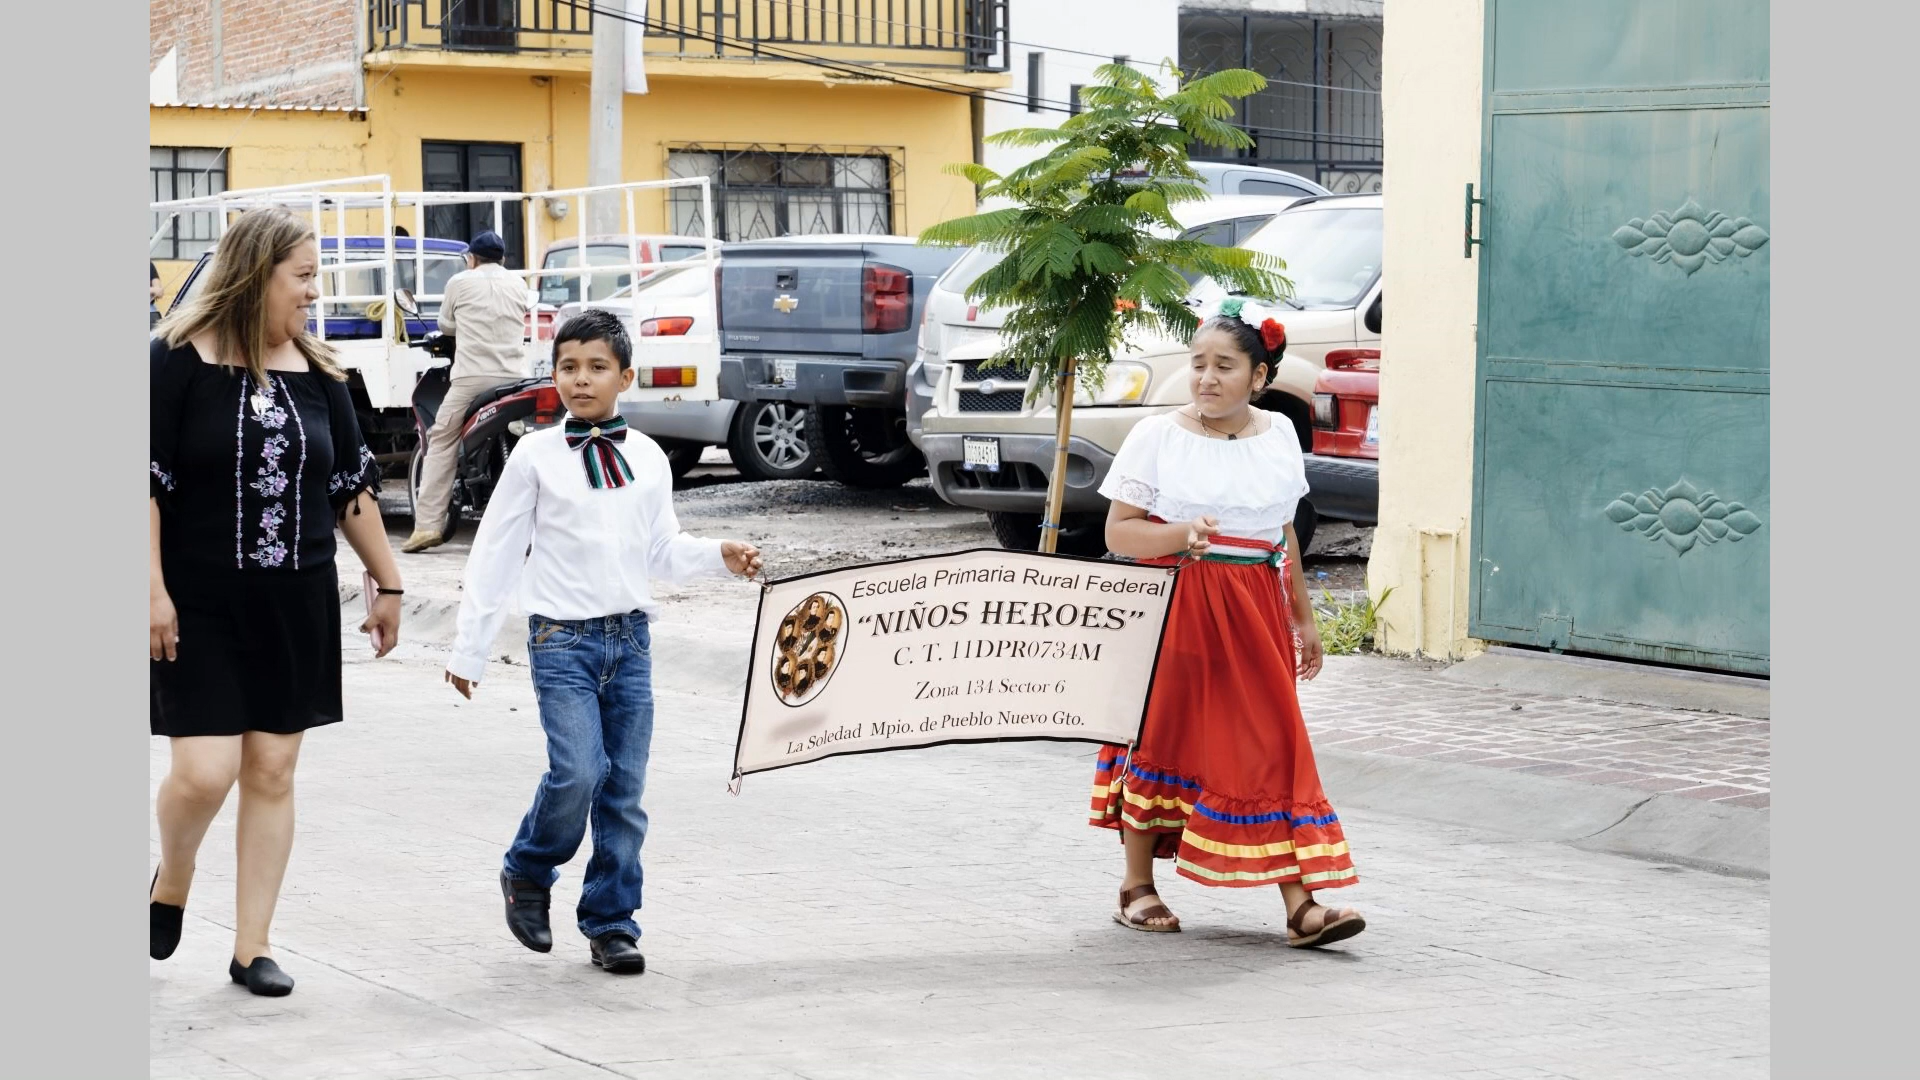 Escuela Primaria Rural Federal
“NIÑOS HEROES”
C. T. 11DPR0734M
Zona 134 Sector 6
La Soledad Mpio. de Pueblo Nuevo Gto.